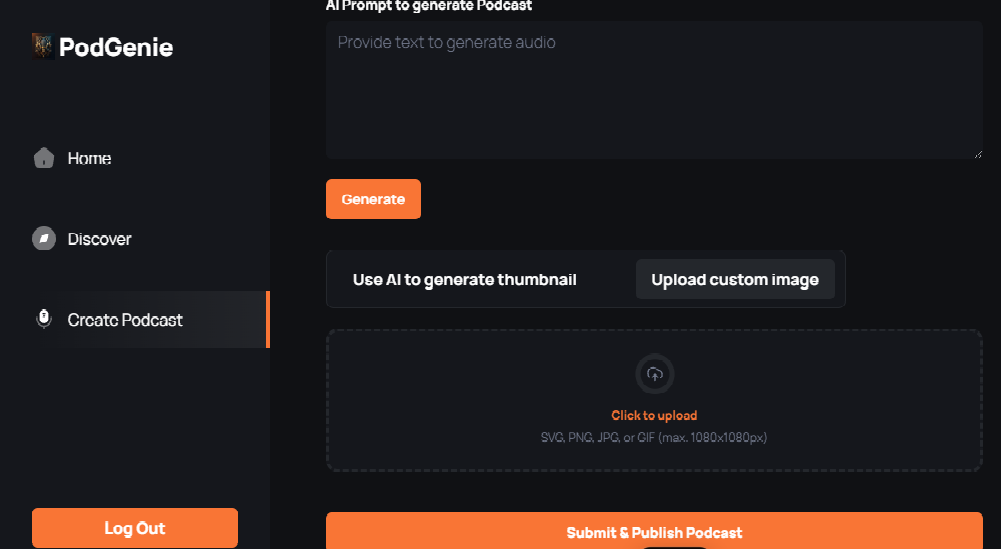 PodGenie
Home
Discover
Create Podcast
Log Out
AI Prompt to generate Podcast
Provide text to generate audio
Generate
Use AI to generate thumbnail
Upload custom image
Click to upload
SVG, PNG, JPG, or GIF (max. 1080x1080px)
Submit & Publish Podcast